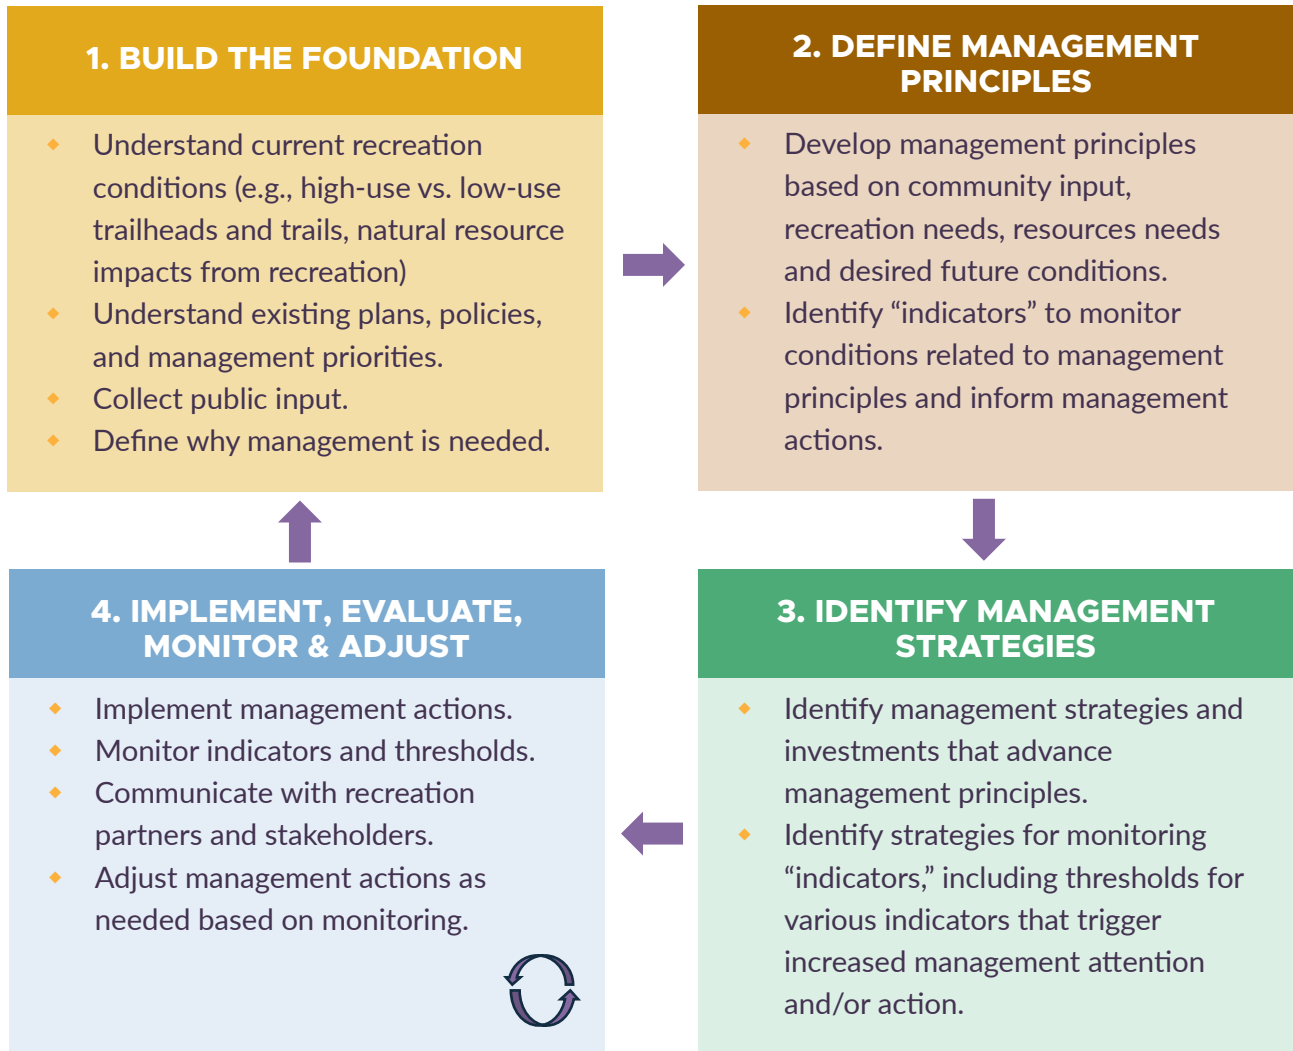 1. BUILD THE FOUNDATION
Understand current recreation
conditions (e.g., high-use vs. low-use
trailheads and trails, natural resource
impacts from recreation)
Understand existing plans, policies,
and management priorities.
Collect public input.
Define why management is needed.
2. DEFINE MANAGEMENT
PRINCIPLES
Develop management principles
based on community input,
recreation needs, resources needs
and desired future conditions.
Identify “indicators” to monitor
conditions related to management
principles and inform management
actions.
3. IDENTIFY MANAGEMENT
STRATEGIES
Identify management strategies and
investments that advance
management principles.
Identify strategies for monitoring
“indicators,” including thresholds for
various indicators that trigger
increased management attention
and/or action.
4. IMPLEMENT, EVALUATE,
MONITOR & ADJUST
Implement management actions.
Monitor indicators and thresholds.
Communicate with recreation
partners and stakeholders.
Adjust management actions as
needed based on monitoring.